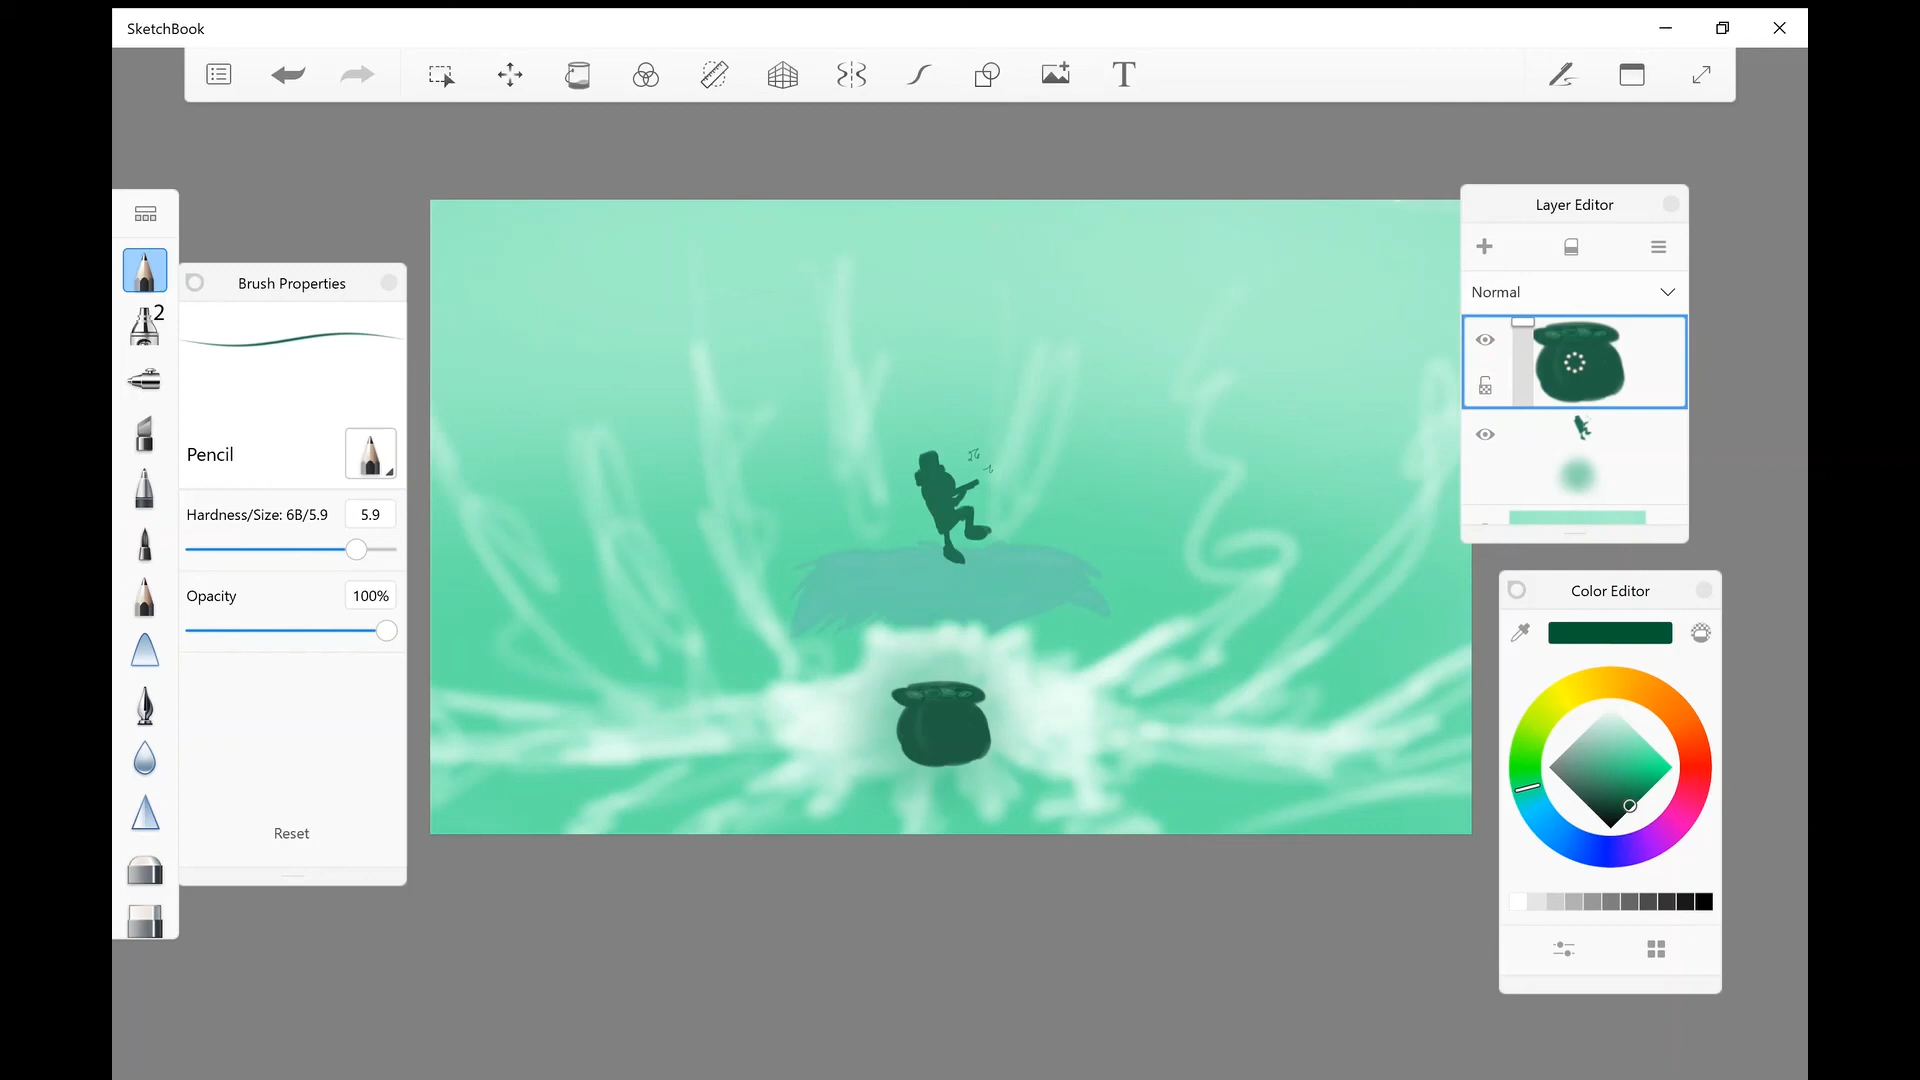 SketchBook
T
Layer Editor
2
Brush Properties
Normal
Pencil
Hardness/Size: 6B/5.9
5.9
Opacity
100%
Color Editor
Reset